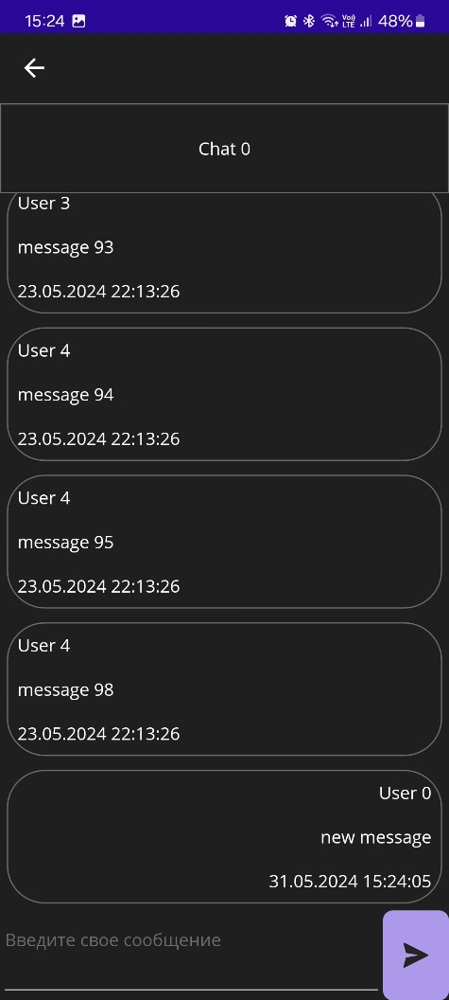 15:24 Vo)) LTE 48%
Chat 0
User 3
message 93
23.05.2024 22:13:26
User 4
message 94
23.05.2024 22:13:26
User 4
message 95
23.05.2024 22:13:26
User 4
message 98
23.05.2024 22:13:26
User 0
new message
31.05.2024 15:24:05
Введите свое сообщение